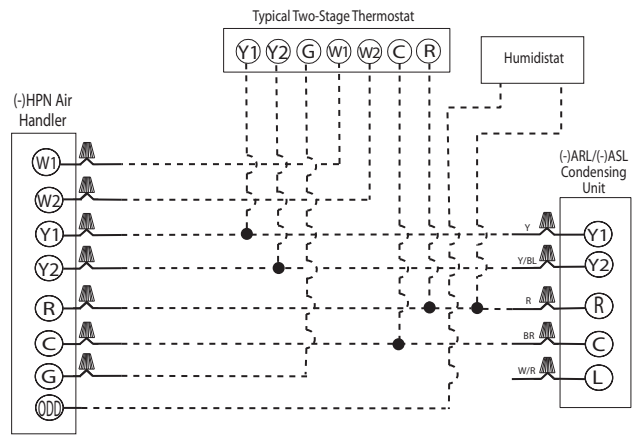 Typical Two-Stage Thermostat
Y1 Y2 G W1 W2 C R
Humidistat
(-)HPN Air
Handler
W1
W2
Y1
Y2
R
C
G
ODD
(-)ARL/(-)ASL
Condensing
Unit
Y
Y1
Y/BL
Y2
R
R
BR
C
W/R
L